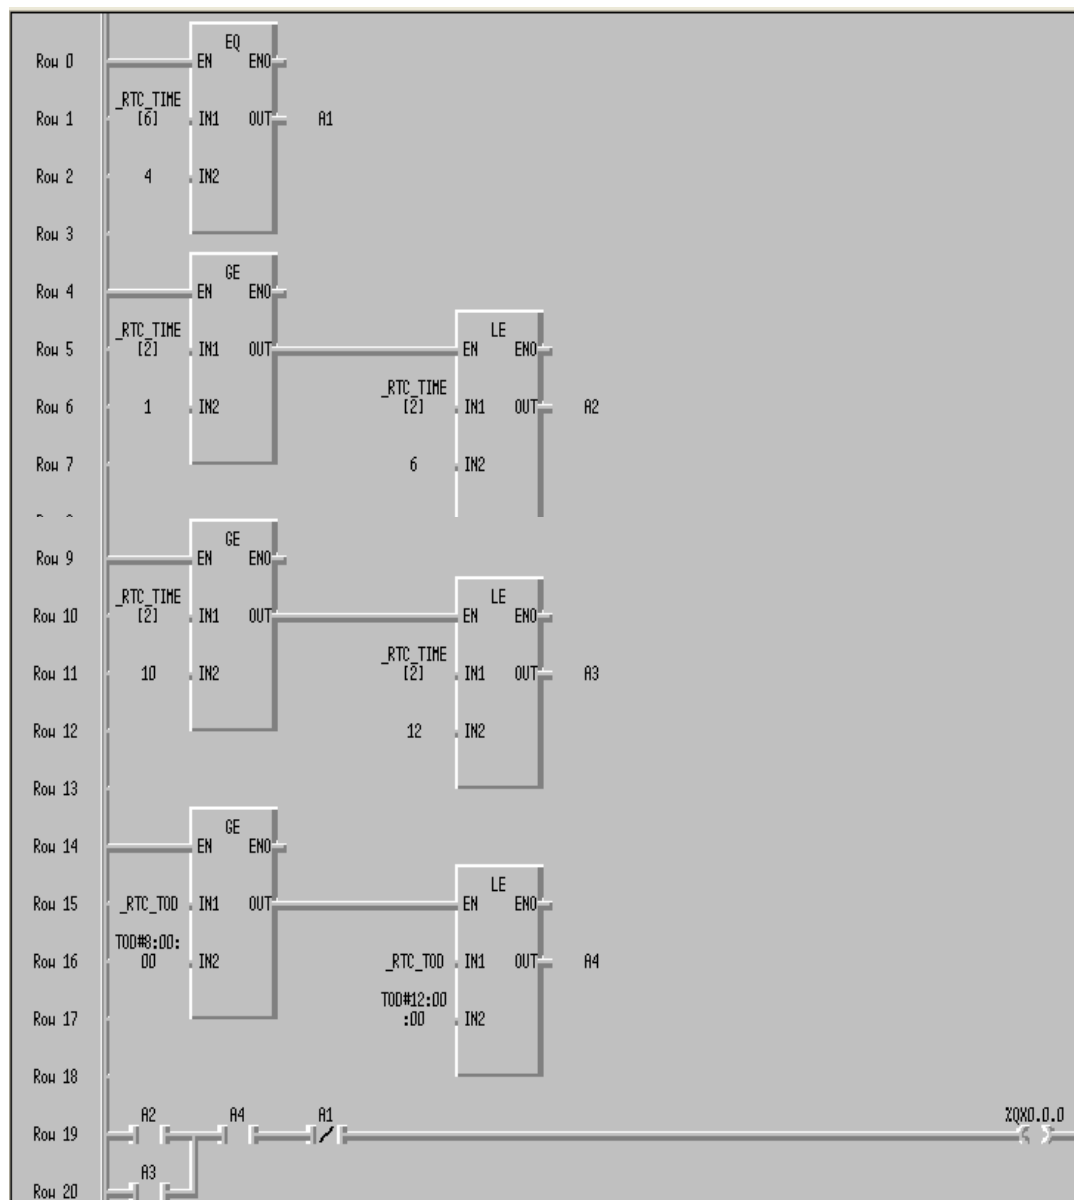 EQ
Row 0 EN ENO
_RTC_TIME
Row 1 [6] IN1 OUT A1
Row 2 4 IN2
Row 3
GE
Row 4 EN ENO
_RTC_TIME LE
Row 5 [2] IN1 OUT EN ENO
_RTC_TIME
Row 6 1 IN2 [2] IN1 OUT A2
Row 7 6 IN2
GE
Row 9 EN ENO
_RTC_TIME LE
Row 10 [2] IN1 OUT EN ENO
_RTC_TIME
Row 11 10 IN2 [2] IN1 OUT A3
Row 12 12 IN2
Row 13
GE
Row 14 EN ENO
LE
Row 15 _RTC_TOD IN1 OUT EN ENO
TOD#8:00:
Row 16 00 IN2 _RTC_TOD IN1 OUT A4
TOD#12:00
Row 17 :00 IN2
Row 18
A2 A4 A1 %QX0.0.0
Row 19
A3
Row 20